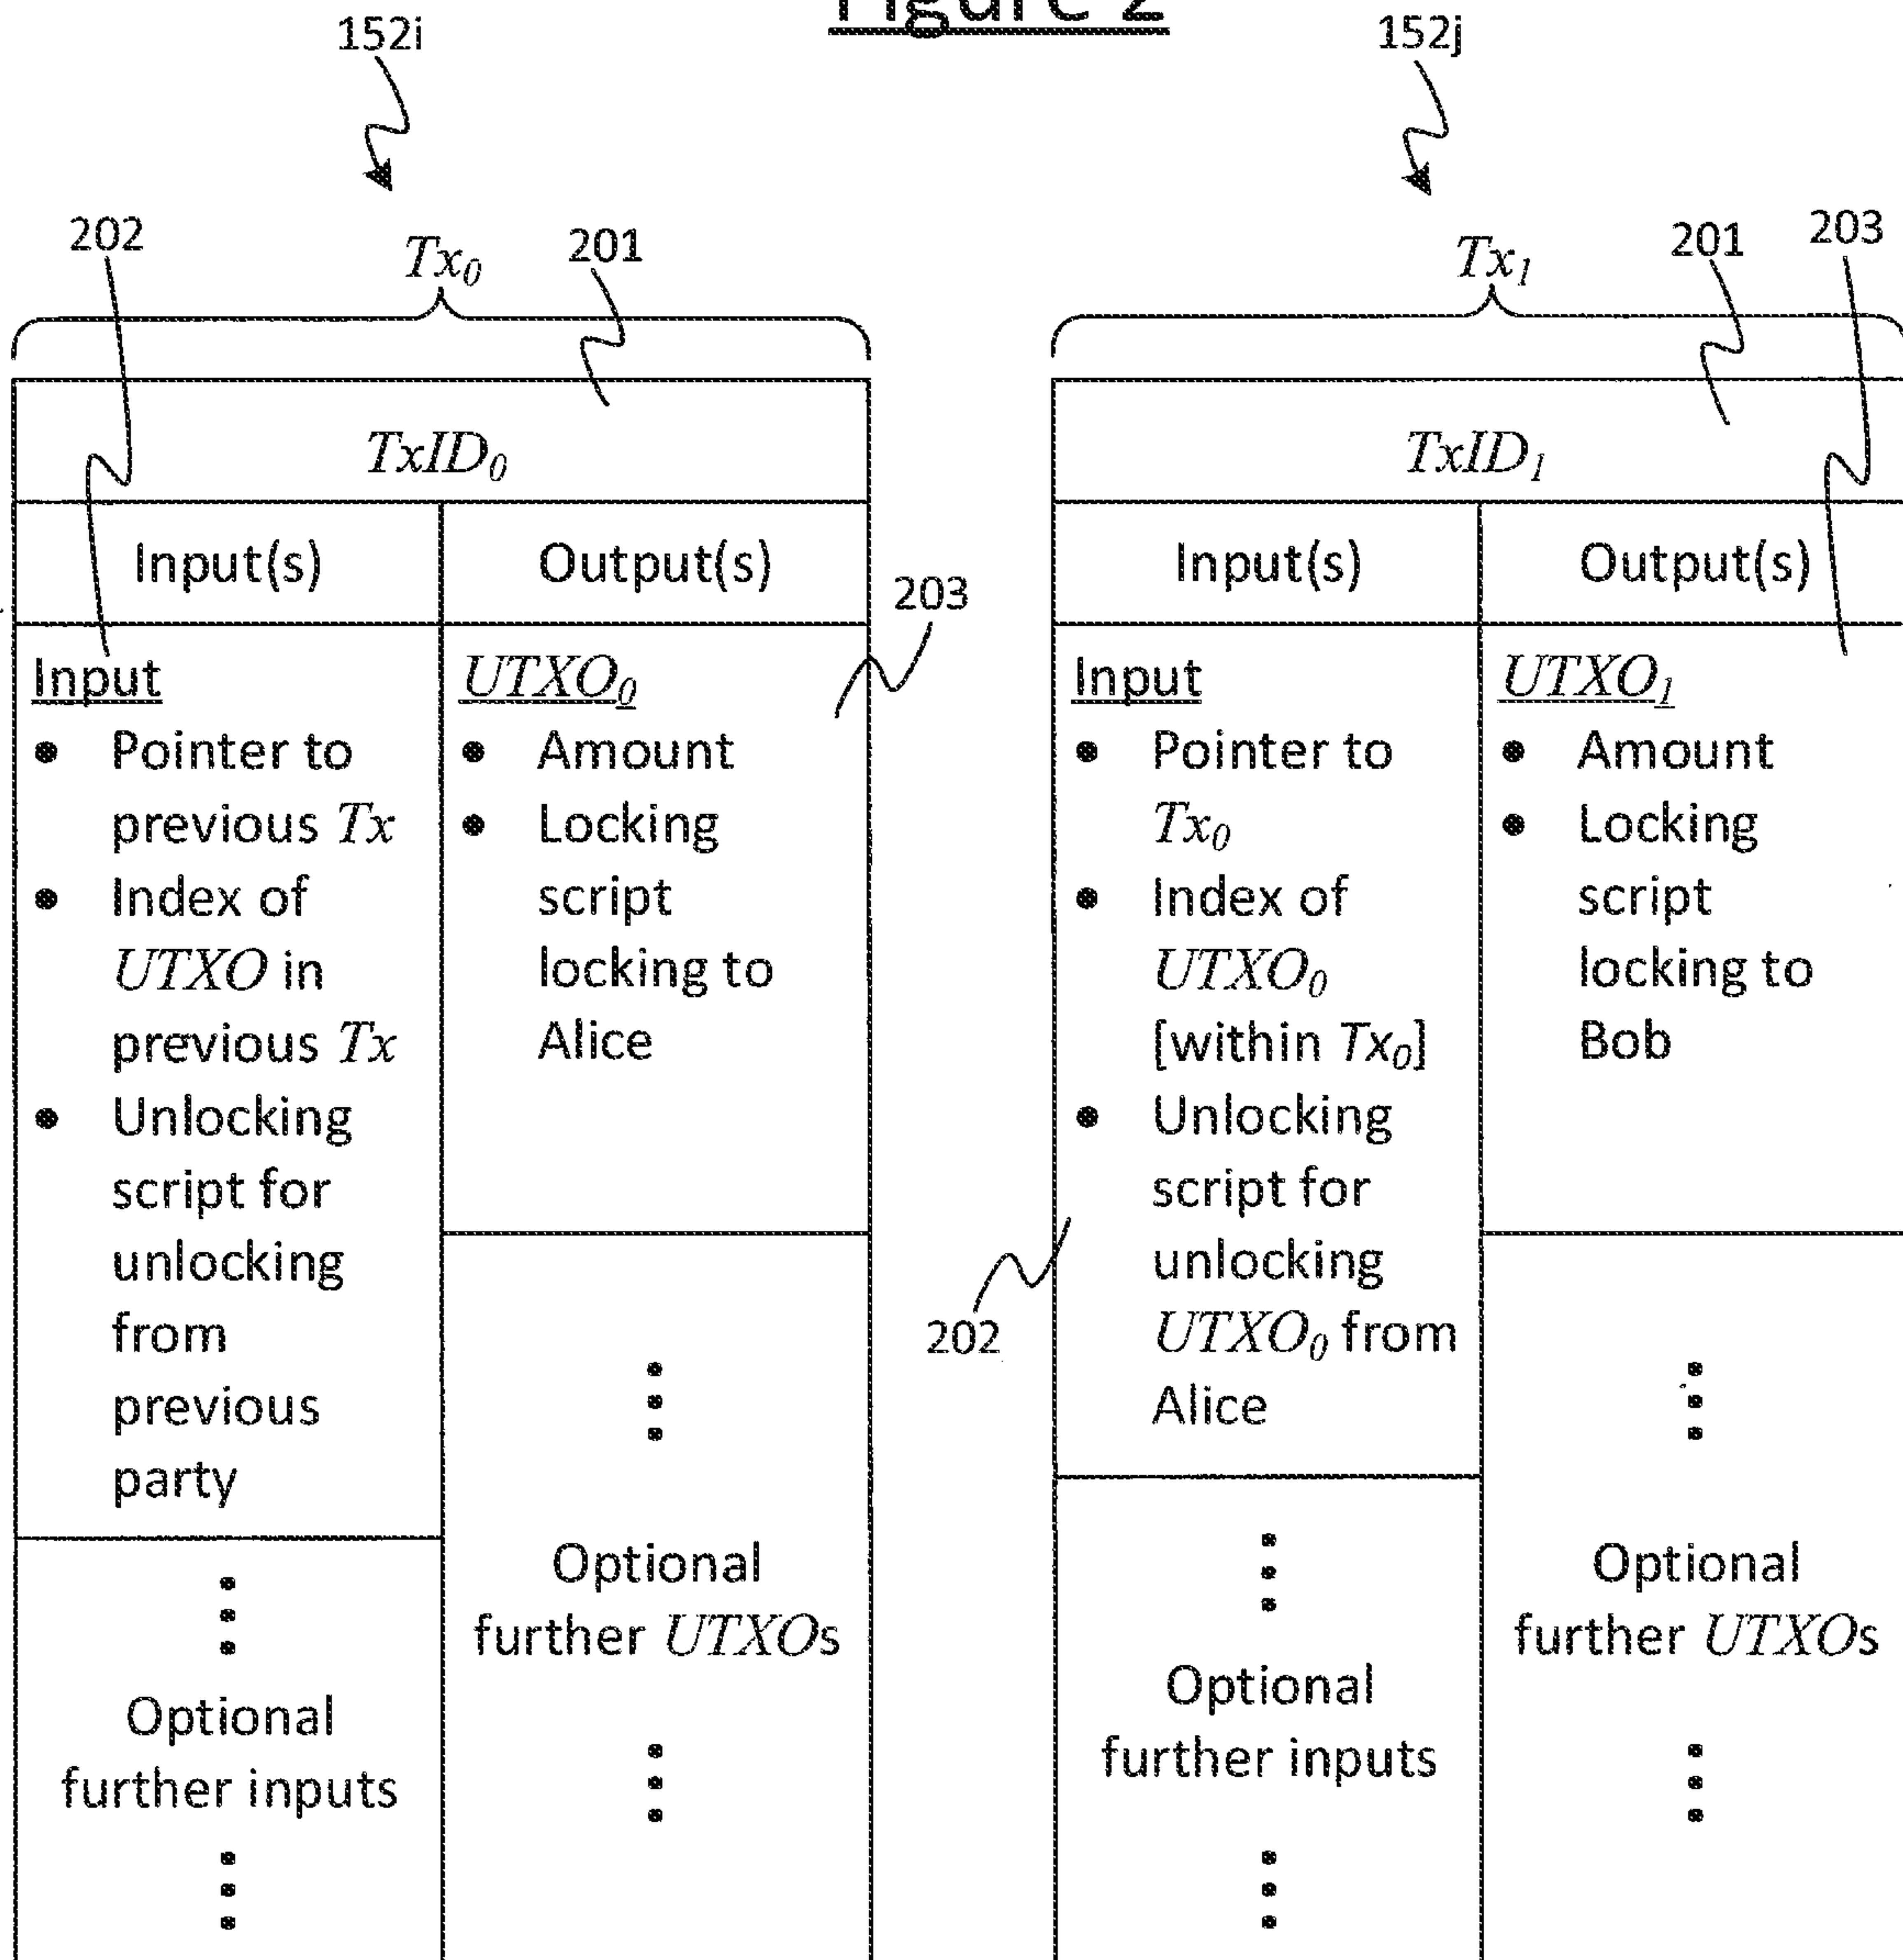 Figure 2
152i
152j
202
Tx0
201
Tx1
201
203
TxID0
TxID1
Input(s)
Output(s)
Input(s)
Output(s)
203
Input
● Pointer to
previous Tx
● Index of
UTXO in
previous Tx
● Unlocking
script for
unlocking
from
previous
party
Optional
further inputs
UTXO0
● Amount
● Locking
script
locking to
Alice
Optional
further UTXOs
Input
● Pointer to
Tx0
● Index of
UTXO0
[within Tx0]
● Unlocking
script for
unlocking
UTXO0 from
Alice
202
Optional
further inputs
UTXO1
● Amount
● Locking
script
locking to
Bob
Optional
further UTXOs